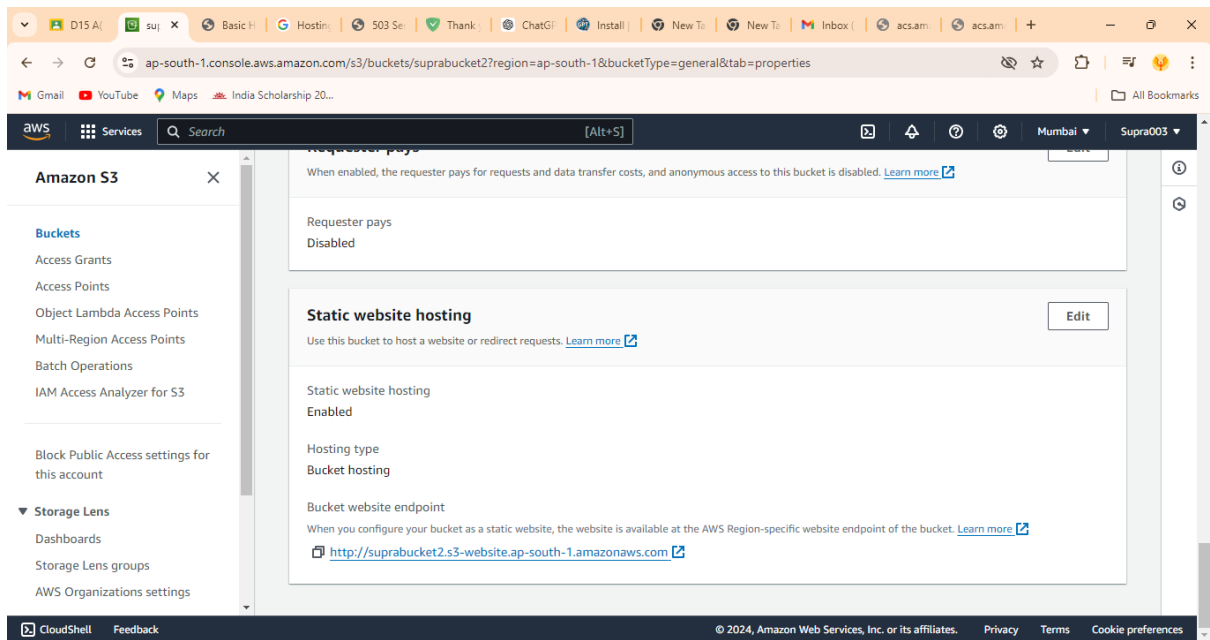 D15 A(
sup
Basic H
Hosting
503 Se
Thank y
ChatGP
Install |
New Ta
New Ta
Inbox (
acs.am
acs.am
ap-south-1.console.aws.amazon.com/s3/buckets/suprabucket2?region=ap-south-1&bucketType=general&tab=properties
Gmail
YouTube
Maps
India Scholarship 20...
All Bookmarks
aws
Services
Search
[Alt+S]
Mumbai
Supra003
Amazon S3
Buckets
Access Grants
Access Points
Object Lambda Access Points
Multi-Region Access Points
Batch Operations
IAM Access Analyzer for S3
Block Public Access settings for
this account
Storage Lens
Dashboards
Storage Lens groups
AWS Organizations settings
Requester pays
Edit
When enabled, the requester pays for requests and data transfer costs, and anonymous access to this bucket is disabled. Learn more
Requester pays
Disabled
Static website hosting
Edit
Use this bucket to host a website or redirect requests. Learn more
Static website hosting
Enabled
Hosting type
Bucket hosting
Bucket website endpoint
When you configure your bucket as a static website, the website is available at the AWS Region-specific website endpoint of the bucket. Learn more
http://suprabucket2.s3-website.ap-south-1.amazonaws.com
CloudShell
Feedback
© 2024, Amazon Web Services, Inc. or its affiliates.
Privacy
Terms
Cookie preferences